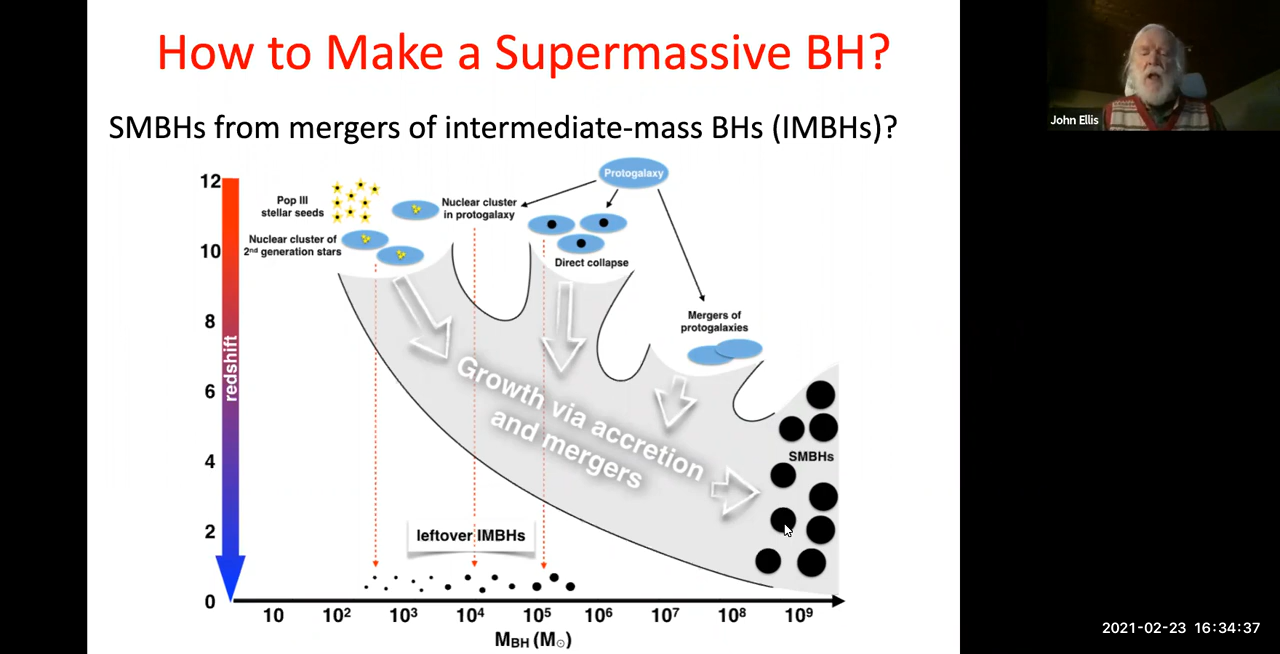 How to Make a Supermassive BH?
John Ellis
SMBHs from mergers of intermediate-mass BHs (IMBHs)?
12
10
8
6
4
2
0
redshift
Pop III
stellar seeds
Nuclear cluster of
2nd generation stars
Nuclear cluster
in protogalaxy
Protogalaxy
Direct collapse
Mergers of
protogalaxies
Growth via accretion
and mergers
SMBHs
leftover IMBHs
10 10² 10³ 10⁴ 10⁵ 10⁶ 10⁷ 10⁸ 10⁹
MBH (M☉)
2021-02-23 16:34:37